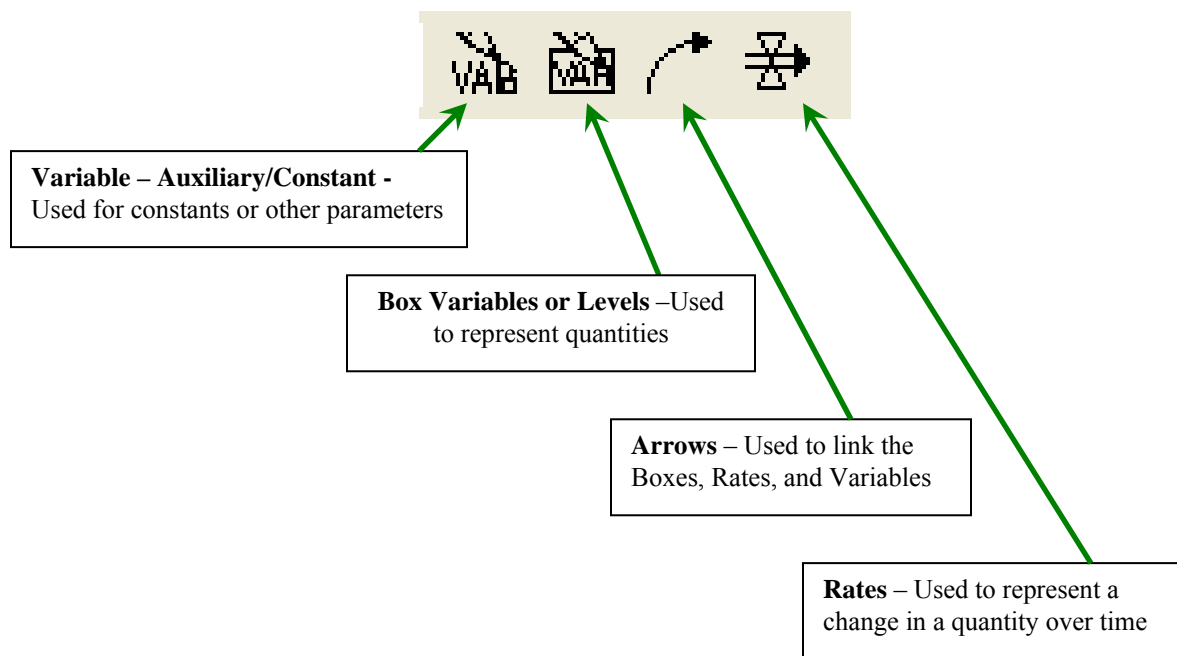 VAB
VAR
Variable – Auxiliary/Constant -
Used for constants or other parameters
Box Variables or Levels –Used
to represent quantities
Arrows – Used to link the
Boxes, Rates, and Variables
Rates – Used to represent a
change in a quantity over time